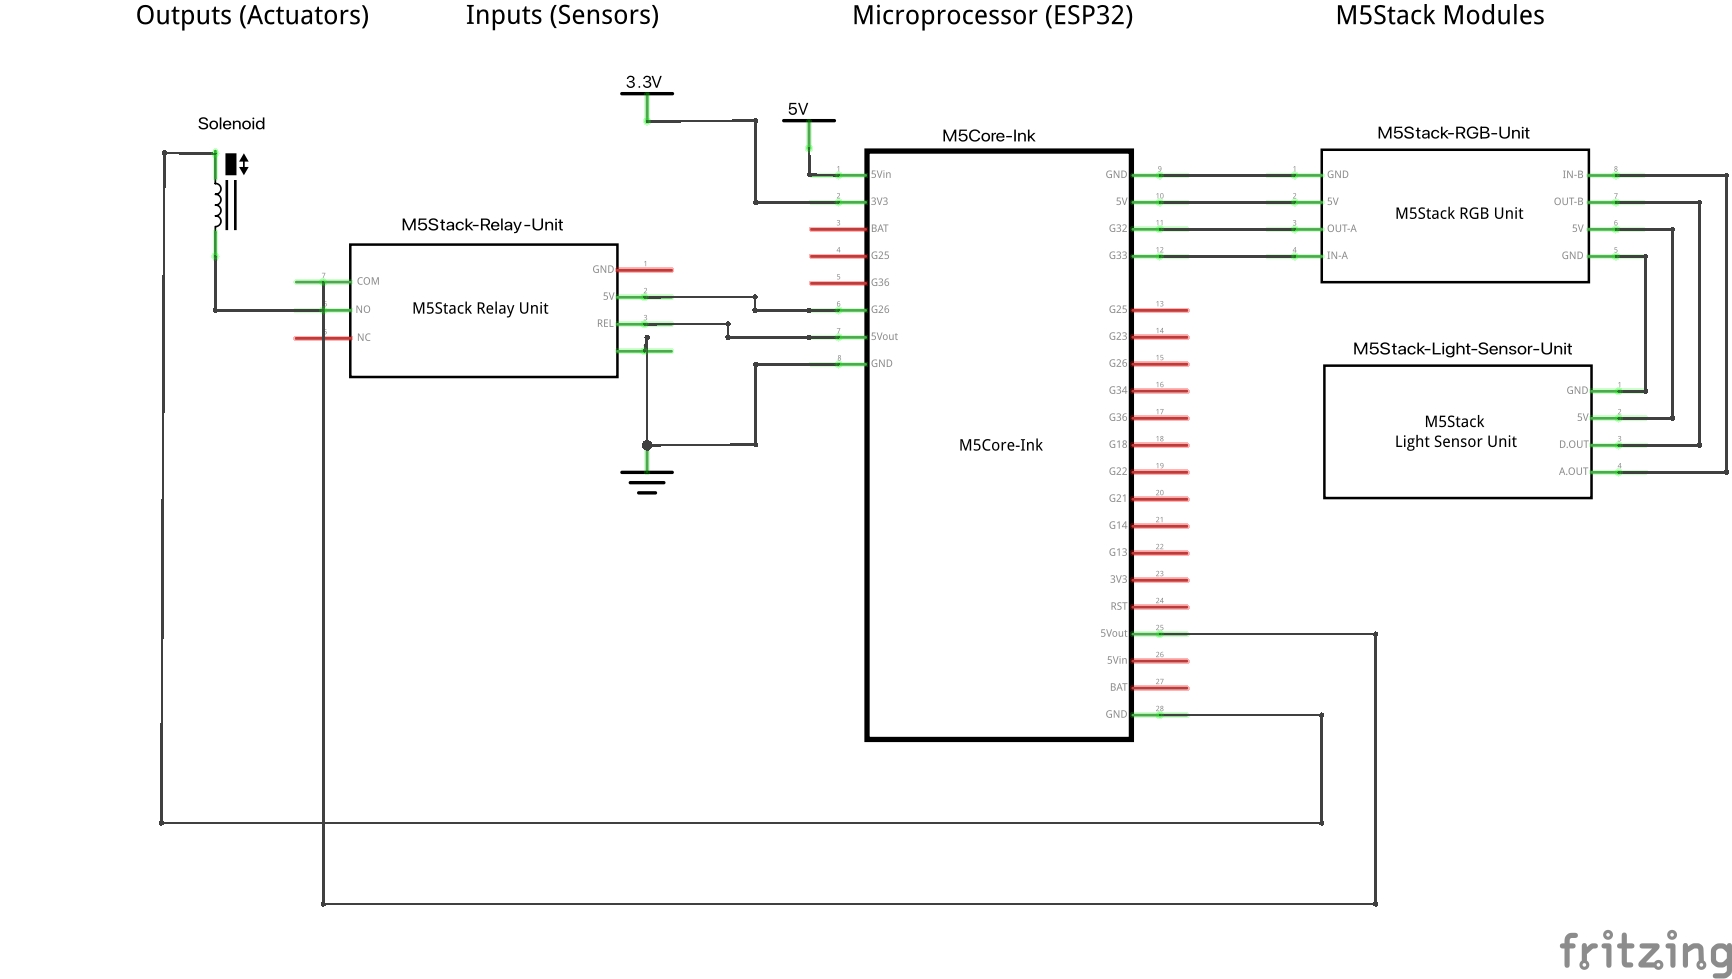 Outputs (Actuators)
Inputs (Sensors)
Microprocessor (ESP32)
M5Stack Modules
3.3V
5V
Solenoid
M5Stack-Relay-Unit
7 COM
NO
NC
M5Stack Relay Unit
GND 1
5V 2
REL 3
M5Core-Ink
1 5Vin
2 3V3
3 BAT
4 G25
5 G36
6 G26
7 5Vout
8 GND
M5Core-Ink
GND 9
5V 10
G32 11
G33 12
G25 13
G23 14
G26 15
G34 16
G36 17
G18 18
G22 19
G21 20
G14 21
G13 22
3V3 23
RST 24
5Vout 25
5Vin 26
BAT 27
GND 28
M5Stack-RGB-Unit
1 GND
2 5V
3 OUT-A
4 IN-A
M5Stack RGB Unit
IN-B 8
OUT-B 7
5V 6
GND 5
M5Stack-Light-Sensor-Unit
M5Stack
Light Sensor Unit
GND 1
5V 2
D.OUT 3
A.OUT 4
fritzing